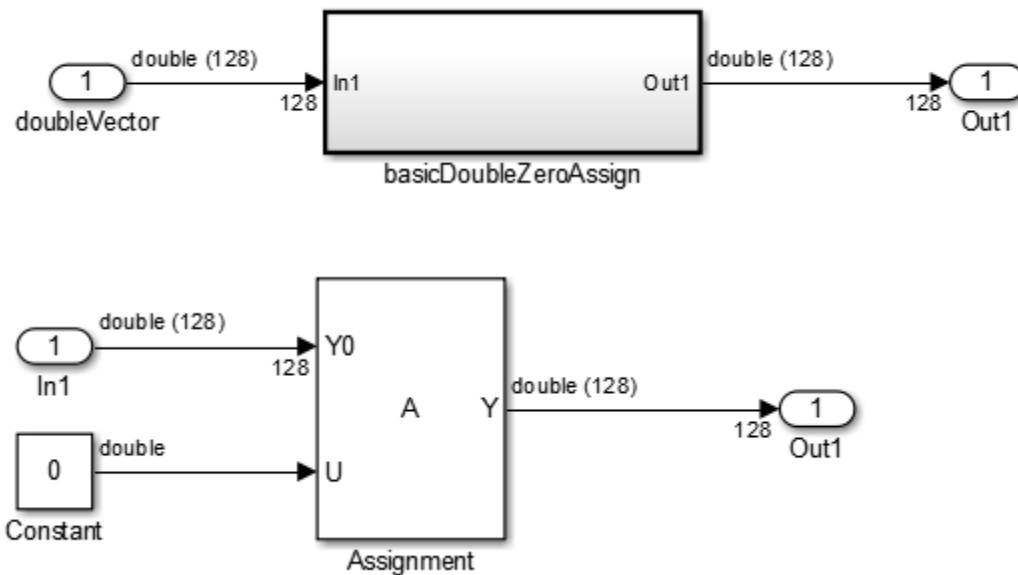 double (128)
double (128)
1
In1
Out1
1
128
128
doubleVector
Out1
basicDoubleZeroAssign
double (128)
1
Y0
128
In1
double (128)
A
Y
1
128
double
Out1
0
U
Constant
Assignment